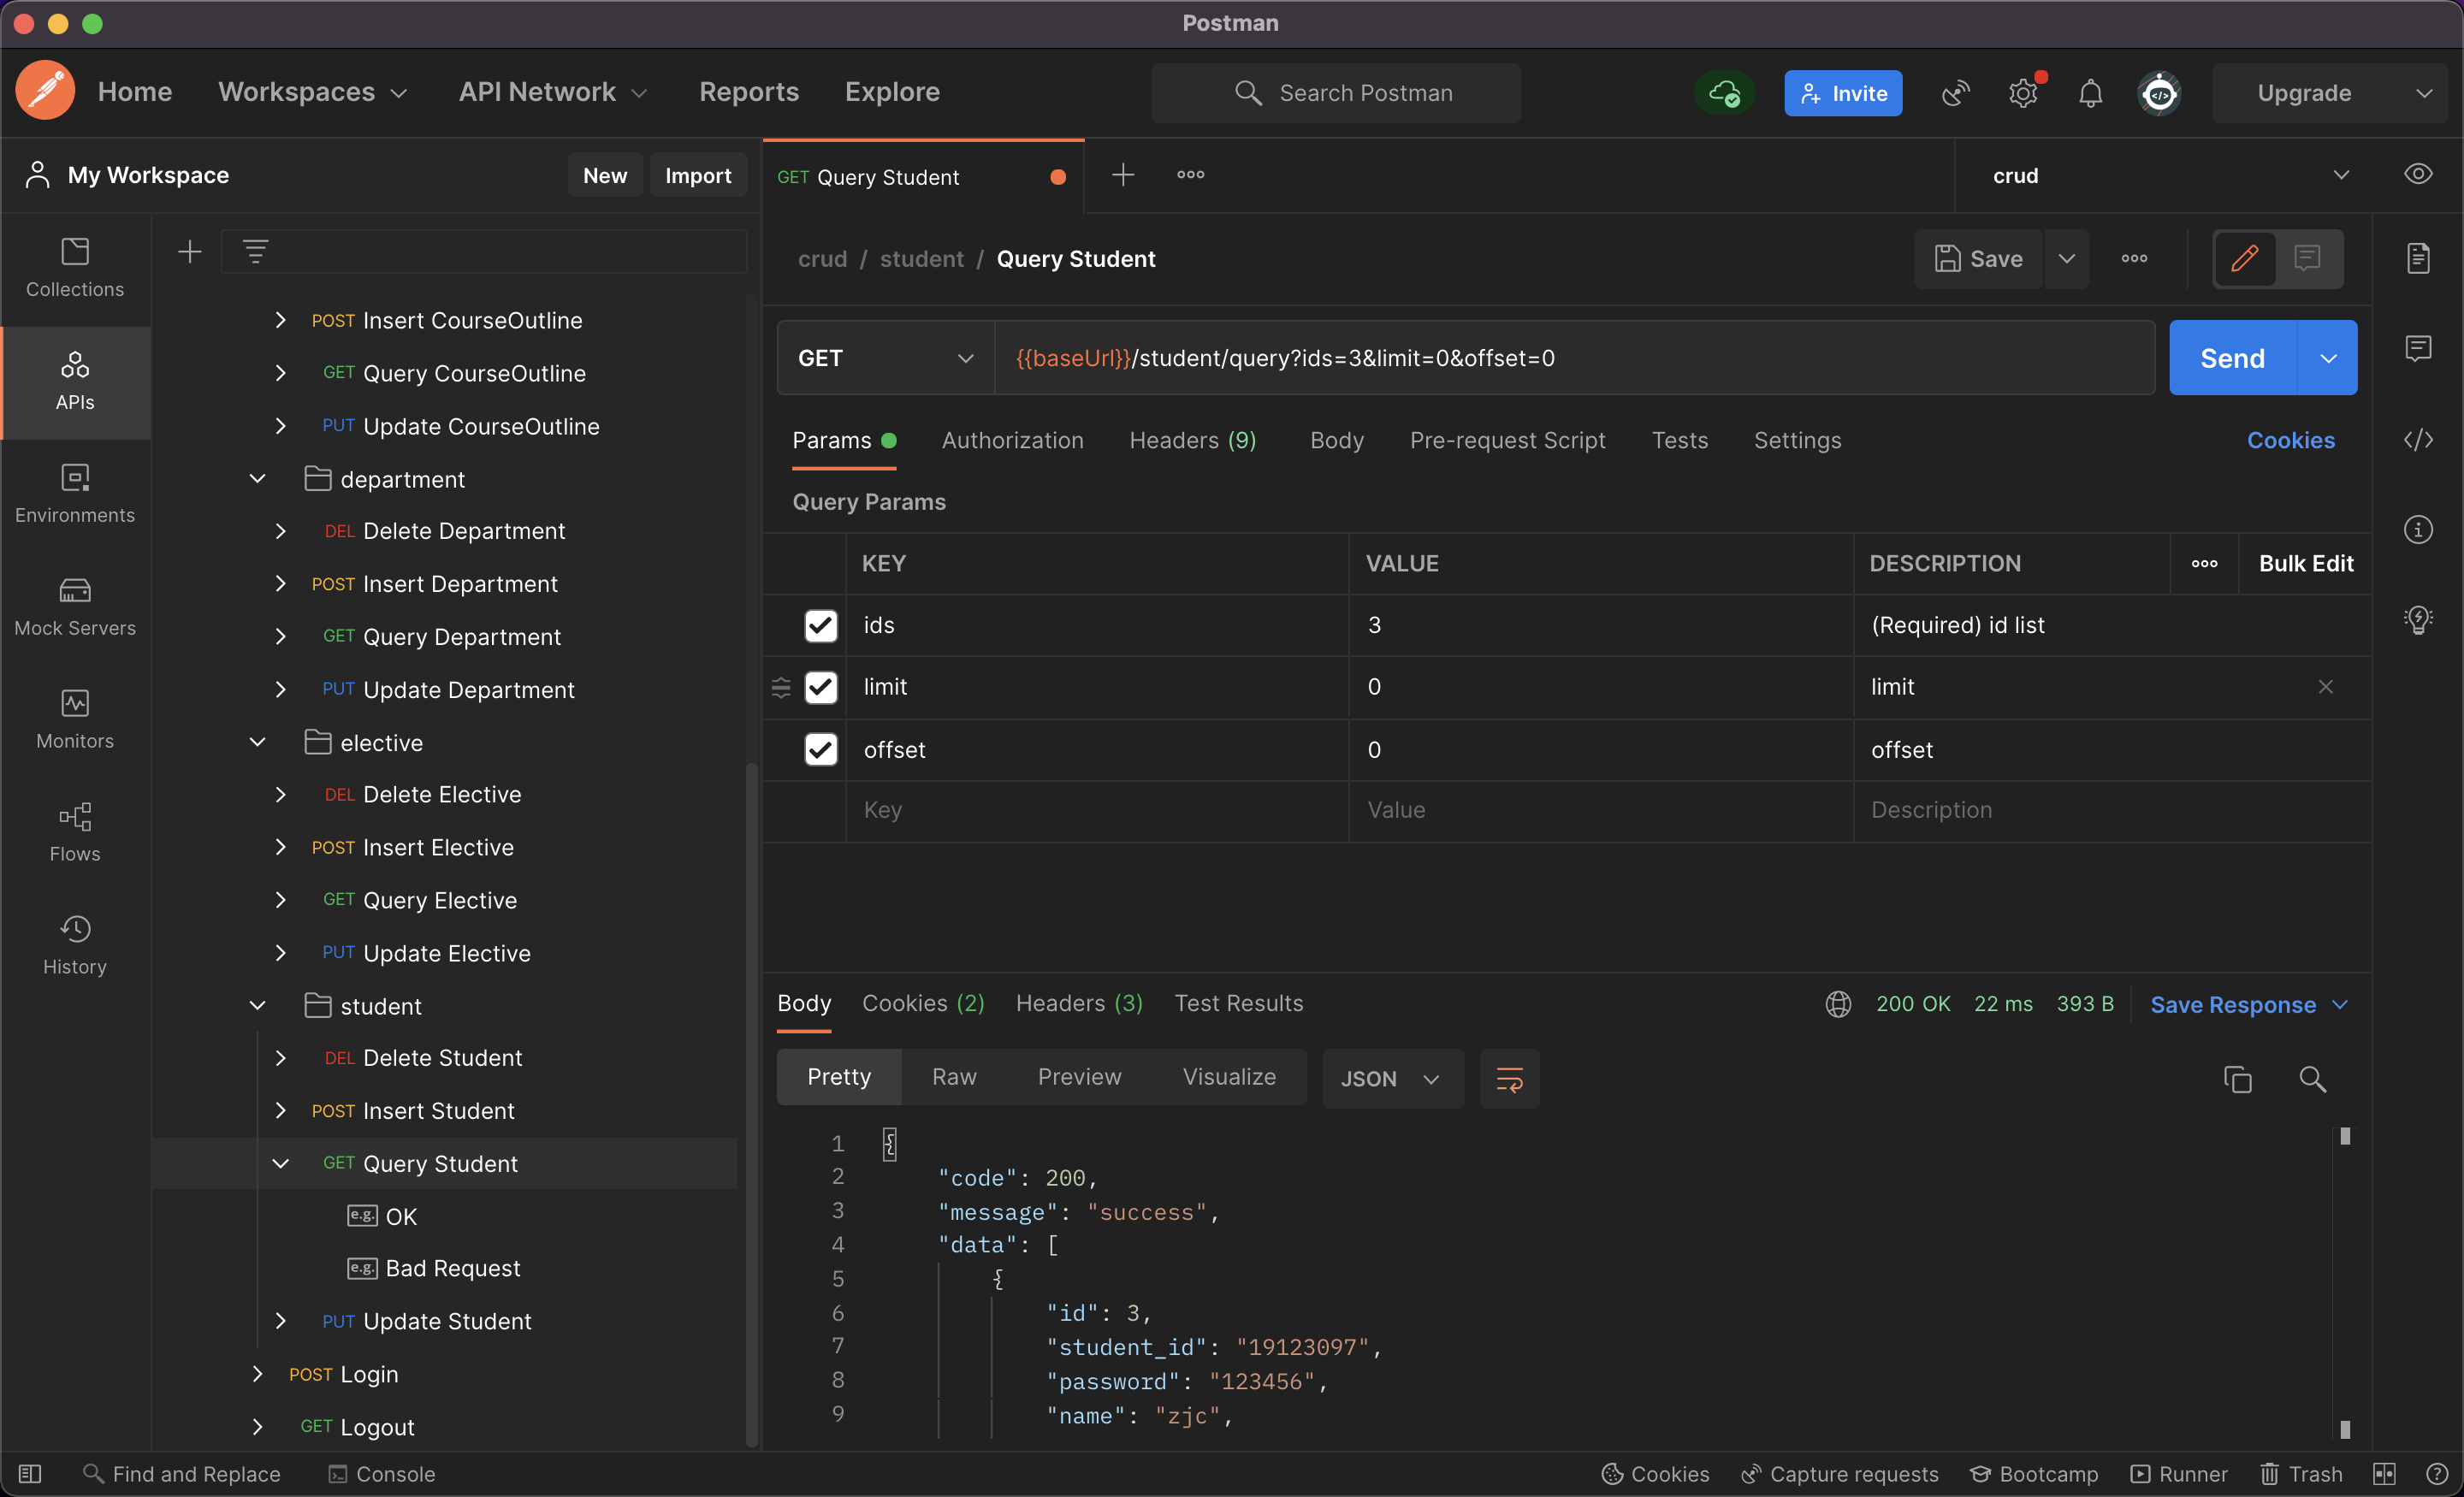 Postman
Home Workspaces API Network Reports Explore Search Postman Invite Upgrade
My Workspace New Import
GET Query Student
crud
Collections
APIs
Environments
Mock Servers
Monitors
Flows
History
POST Insert CourseOutline
GET Query CourseOutline
PUT Update CourseOutline
department
DEL Delete Department
POST Insert Department
GET Query Department
PUT Update Department
elective
DEL Delete Elective
POST Insert Elective
GET Query Elective
PUT Update Elective
student
DEL Delete Student
POST Insert Student
GET Query Student
e.g. OK
e.g. Bad Request
PUT Update Student
POST Login
GET Logout
crud / student / Query Student Save
GET {{baseUrl}}/student/query?ids=3&limit=0&offset=0 Send
Params Authorization Headers (9) Body Pre-request Script Tests Settings Cookies
Query Params
KEY VALUE DESCRIPTION Bulk Edit
ids 3 (Required) id list
limit 0 limit
offset 0 offset
Key Value Description
Body Cookies (2) Headers (3) Test Results 200 OK 22 ms 393 B Save Response
Pretty Raw Preview Visualize JSON
1 {
2 "code": 200,
3 "message": "success",
4 "data": [
5 {
6 "id": 3,
7 "student_id": "19123097",
8 "password": "123456",
9 "name": "zjc",
Find and Replace Console Cookies Capture requests Bootcamp Runner Trash